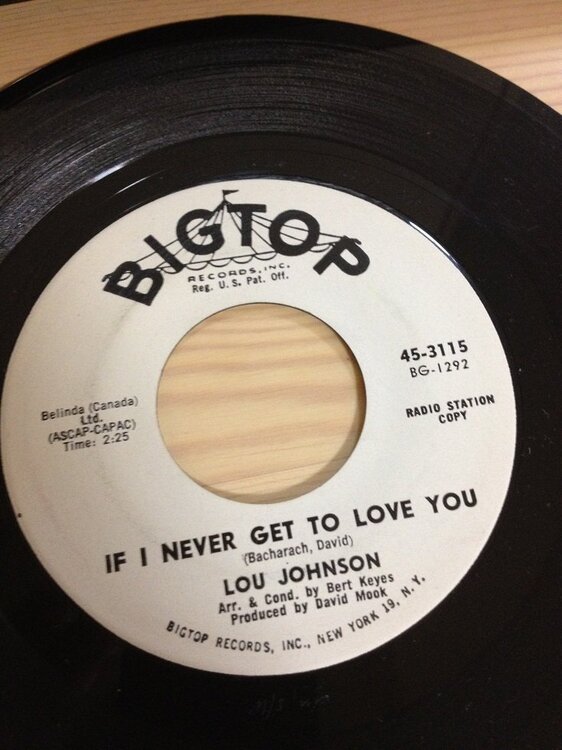 BIGTOP
RECORDS, INC.
Reg. U. S. Pat. Off.
45-3115
BG-1292
RADIO STATION
COPY
Belinda (Canada)
Ltd.
(ASCAP-CAPAC)
Time: 2:25
IF I NEVER GET TO LOVE YOU
(Bacharach, David)
LOU JOHNSON
Arr. & Cond. by Bert Keyes
Produced by David Mook
BIGTOP RECORDS, INC., NEW YORK 19, N. Y.